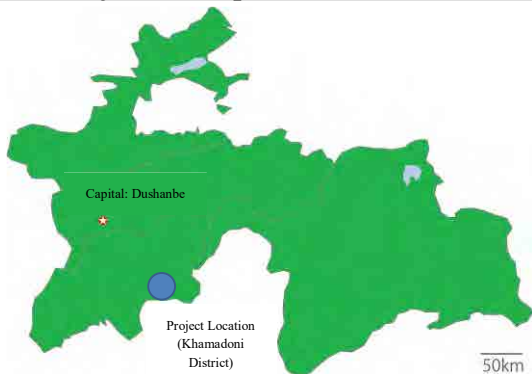 Capital: Dushanbe
Project Location
(Khamadoni
District)
50km